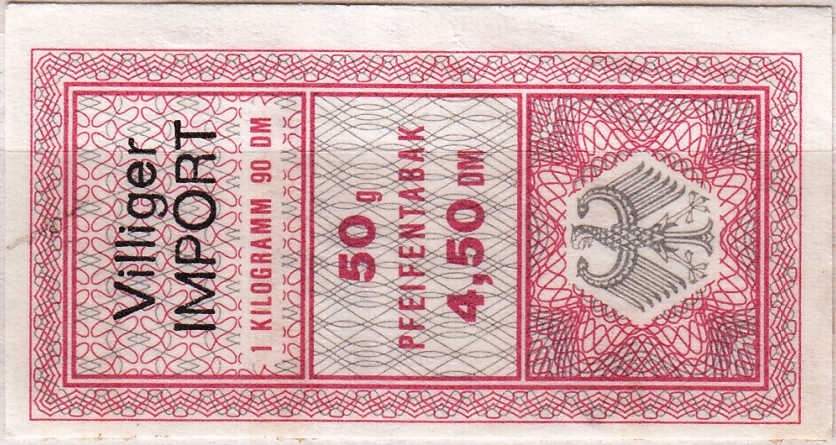 Villiger
IMPORT
1 KILOGRAMM 90 DM
50 g
PFEIFENTABAK
4,50 DM